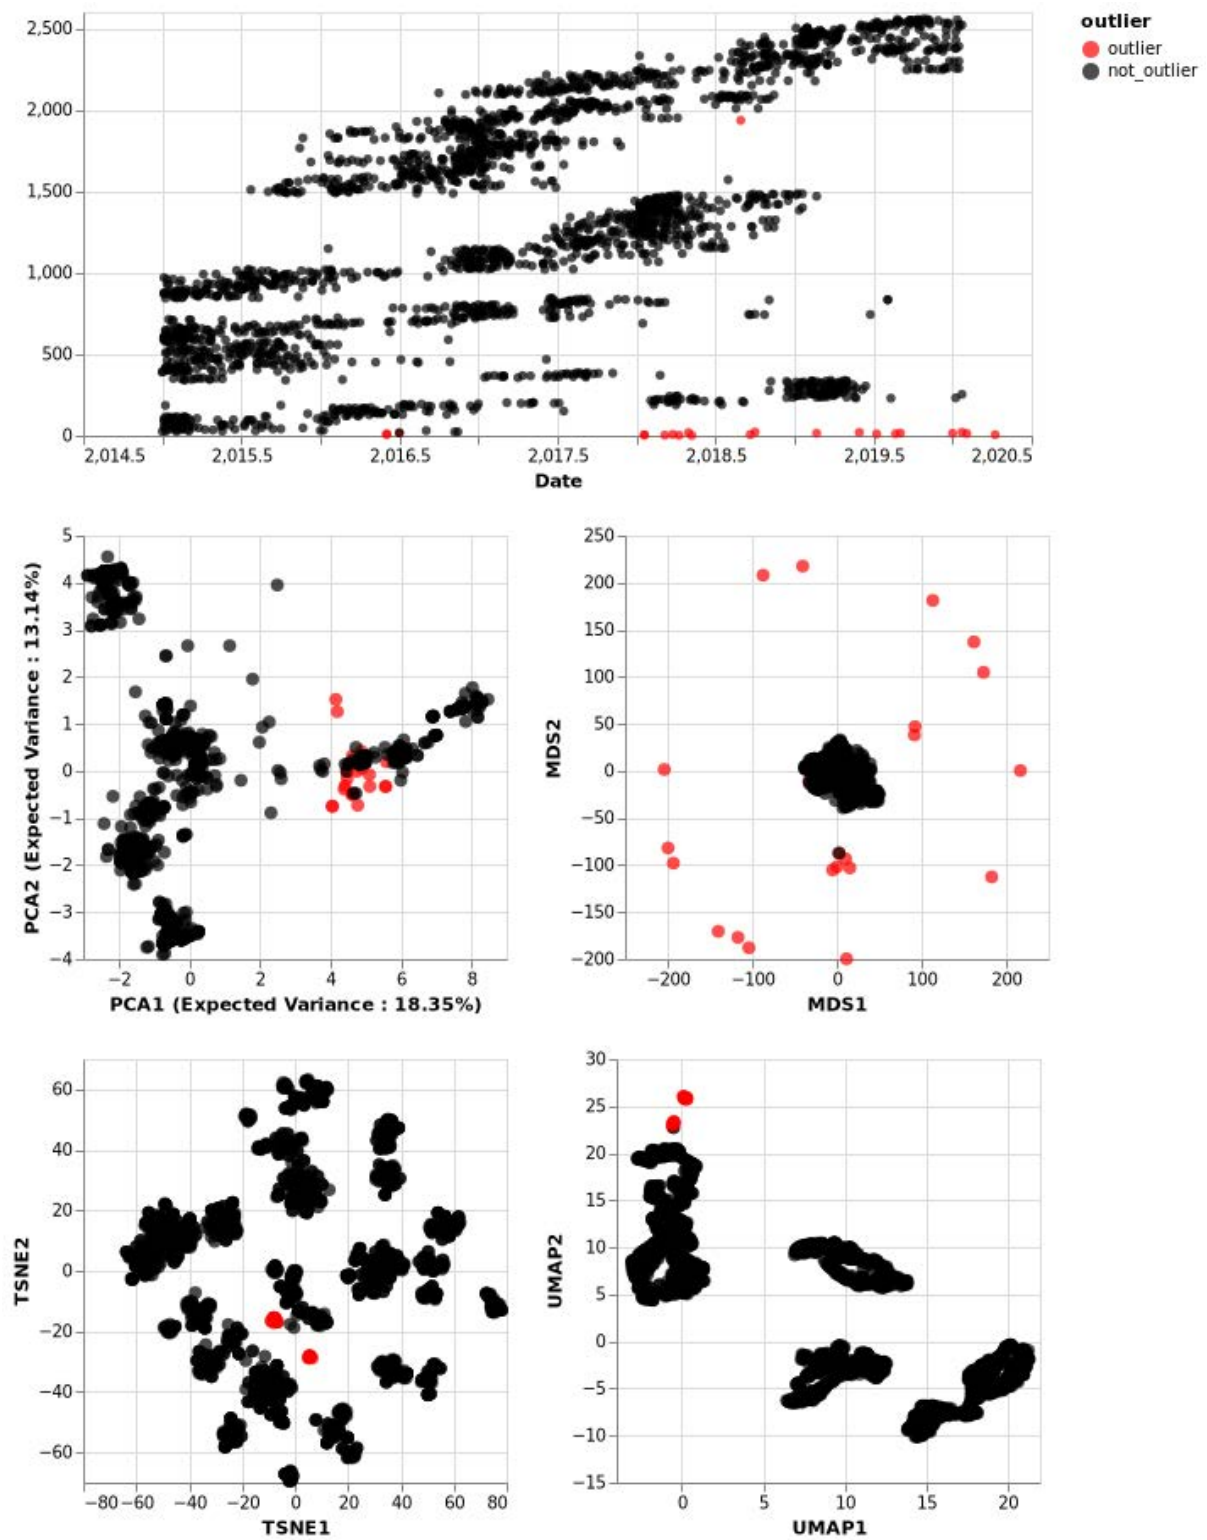 outlier
outlier
not_outlier
2,500
2,000
1,500
1,000
500
0
2,014.5 2,015.5 2,016.5 2,017.5 2,018.5 2,019.5 2,020.5
Date
5
4
3
2
1
0
−1
−2
−3
−4
PCA2 (Expected Variance : 13.14%)
−2 0 2 4 6 8
PCA1 (Expected Variance : 18.35%)
250
200
150
100
50
0
−50
−100
−150
−200
MDS2
−200 −100 0 100 200
MDS1
60
40
20
0
−20
−40
−60
TSNE2
−80 −60 −40 −20 0 20 40 60 80
TSNE1
30
25
20
15
10
5
0
−5
−10
−15
UMAP2
0 5 10 15 20
UMAP1